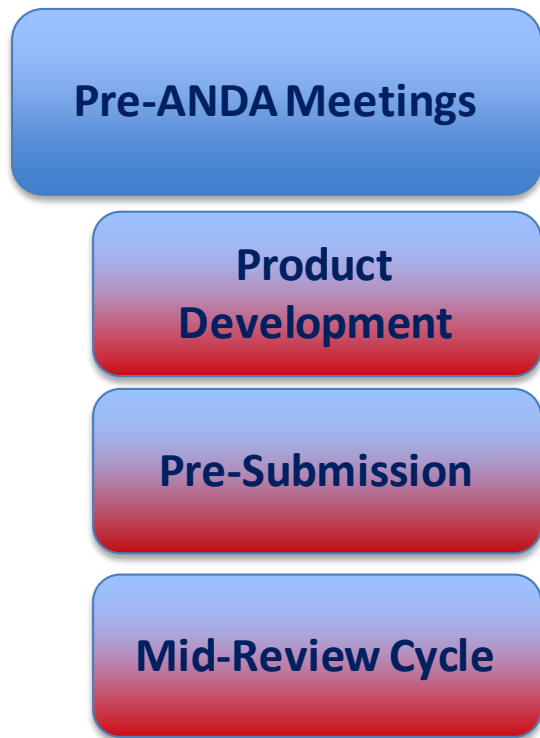 Pre-ANDA Meetings
Product
Development
Pre-Submission
Mid-Review Cycle